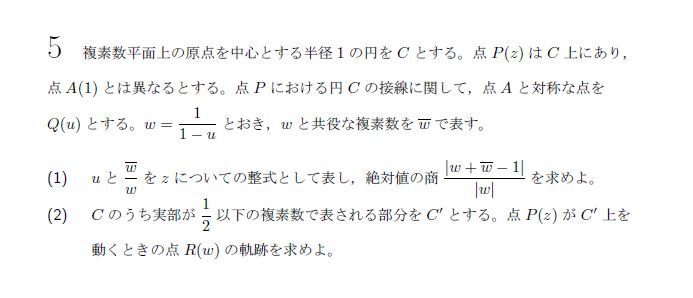 5 複素数平面上の原点を中心とする半径 1 の円を C とする。点 P(z) は C 上にあり，
点 A(1) とは異なるとする。点 P における円 C の接線に関して，点 A と対称な点を
Q(u) とする。w = \frac{1}{1-u} とおき，w と共役な複素数を \overline{w} で表す。
(1) u と \frac{\overline{w}}{w} を z についての整式として表し，絶対値の商 \frac{|w+\overline{w}-1|}{|w|} を求めよ。
(2) C のうち実部が \frac{1}{2} 以下の複素数で表される部分を C′ とする。点 P(z) が C′ 上を
動くときの点 R(w) の軌跡を求めよ。